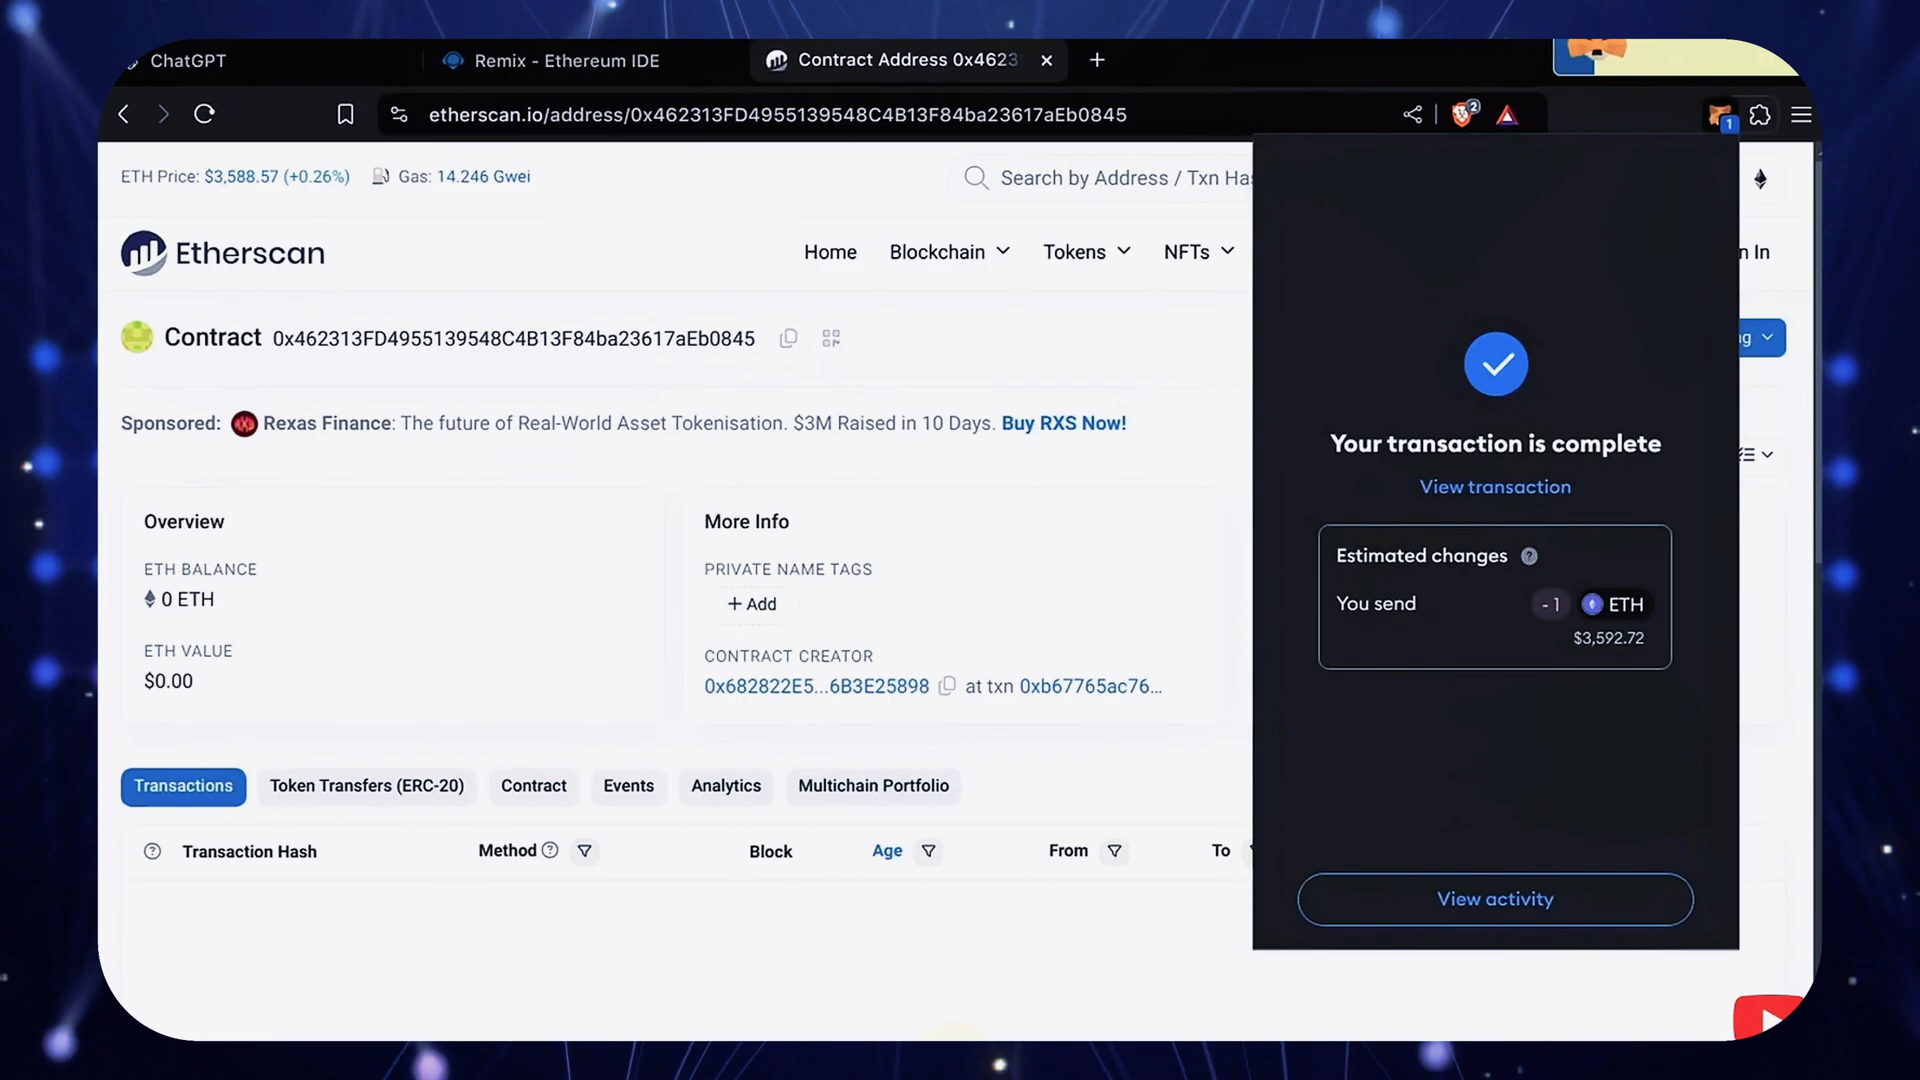 ChatGPT
Remix - Ethereum IDE
Contract Address 0x4623
etherscan.io/address/0x462313FD4955139548C4B13F84ba23617aEb0845
2
1
ETH Price: $3,588.57 (+0.26%)
Gas: 14.246 Gwei
Search by Address / Txn Has
Etherscan
Home
Blockchain
Tokens
NFTs
n In
Contract 0x462313FD4955139548C4B13F84ba23617aEb0845
g
Sponsored: Rexas Finance: The future of Real-World Asset Tokenisation. $3M Raised in 10 Days. Buy RXS Now!
Overview
ETH BALANCE
0 ETH
ETH VALUE
$0.00
More Info
PRIVATE NAME TAGS
+ Add
CONTRACT CREATOR
0x682822E5...6B3E25898 at txn 0xb67765ac76...
Transactions
Token Transfers (ERC-20)
Contract
Events
Analytics
Multichain Portfolio
Transaction Hash
Method
Block
Age
From
To
Your transaction is complete
View transaction
Estimated changes
You send
- 1
ETH
$3,592.72
View activity